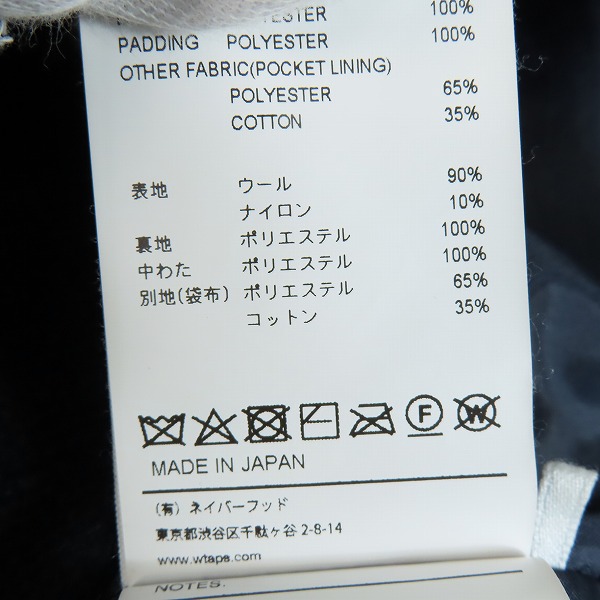 POLYESTER 100%
PADDING POLYESTER 100%
OTHER FABRIC(POCKET LINING)
POLYESTER 65%
COTTON 35%
表地 ウール 90%
ナイロン 10%
裏地 ポリエステル 100%
中わた ポリエステル 100%
別地(袋布) ポリエステル 65%
コットン 35%
F W
MADE IN JAPAN
(有) ネイバーフッド
東京都渋谷区千駄ヶ谷 2-8-14
www.wtaps.com
NOTES: